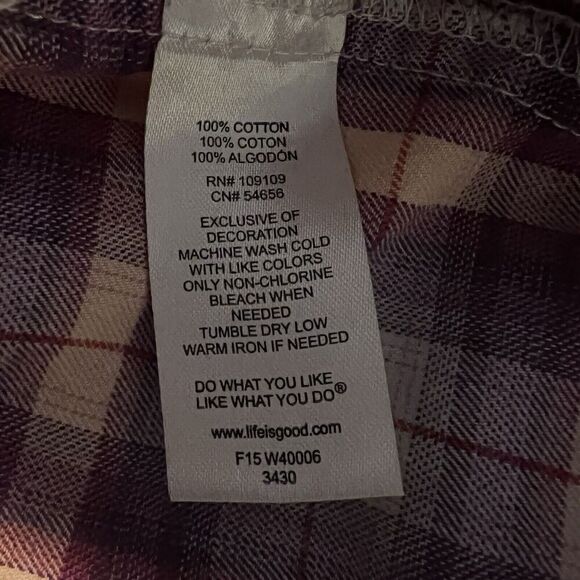 100% COTTON
100% COTON
100% ALGODÓN
RN# 109109
CN# 54656
EXCLUSIVE OF
DECORATION
MACHINE WASH COLD
WITH LIKE COLORS
ONLY NON-CHLORINE
BLEACH WHEN
NEEDED
TUMBLE DRY LOW
WARM IRON IF NEEDED
DO WHAT YOU LIKE
LIKE WHAT YOU DO®
www.lifeisgood.com
F15 W40006
3430